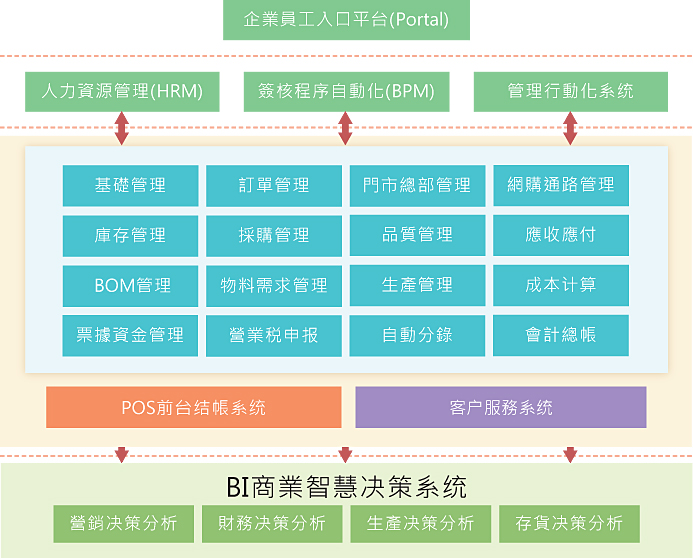 企業員工入口平台(Portal)
人力資源管理(HRM)
簽核程序自動化(BPM)
管理行動化系統
基礎管理
訂單管理
門市總部管理
網購通路管理
庫存管理
採購管理
品質管理
應收應付
BOM管理
物料需求管理
生產管理
成本计算
票據資金管理
營業税申报
自動分錄
會計總帳
POS前台结帳系統
客户服務系統
BI商業智慧決策系統
營銷決策分析
財務決策分析
生產決策分析
存貨決策分析